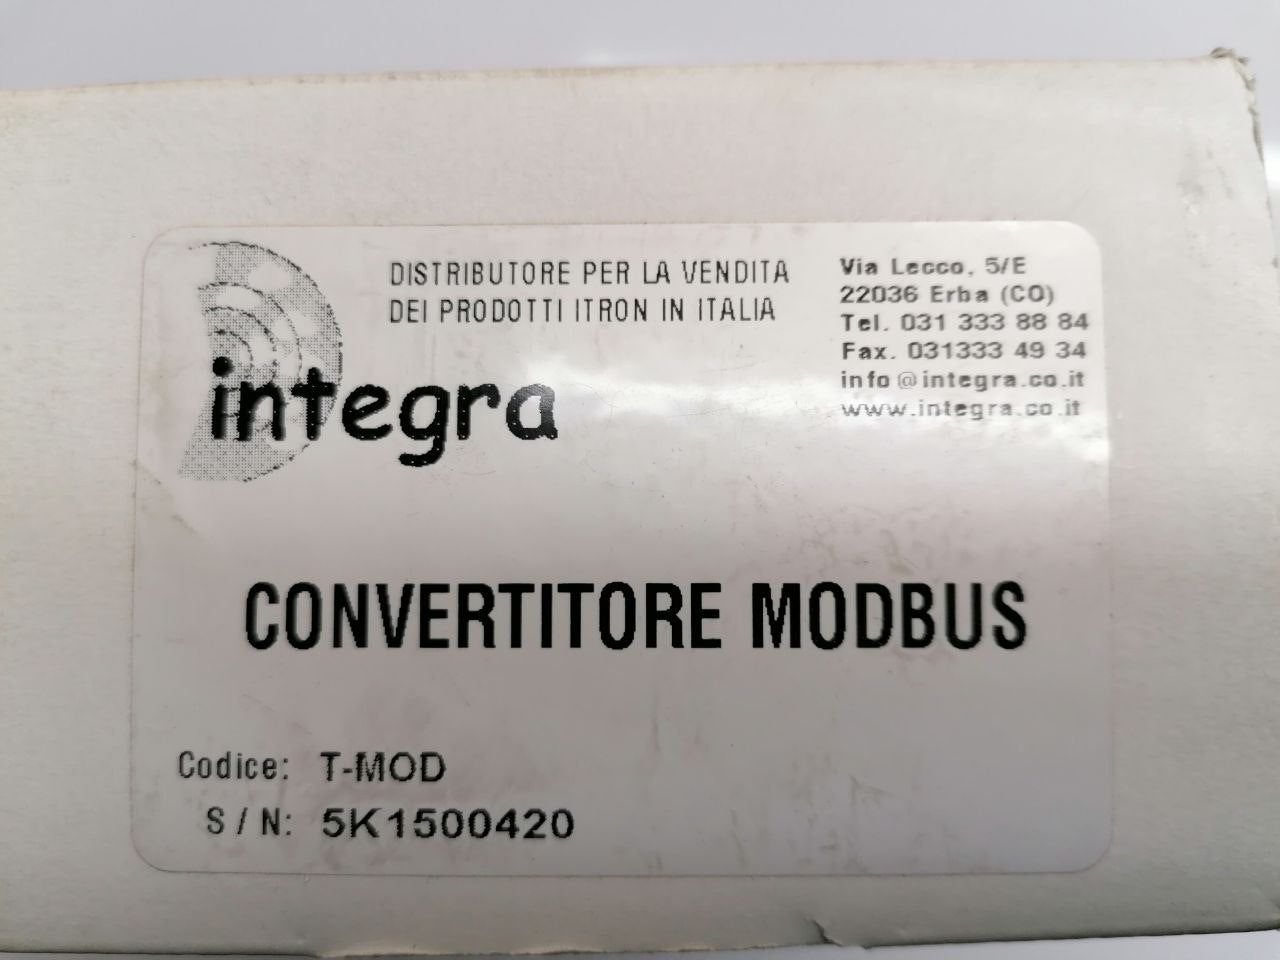 DISTRIBUTORE PER LA VENDITA
DEI PRODOTTI ITRON IN ITALIA
integra
Via Lecco, 5/E
22036 Erba (CO)
Tel. 031 333 88 84
Fax. 031333 49 34
info@integra.co.it
www.integra.co.it
CONVERTITORE MODBUS
Codice: T-MOD
S/N: 5K1500420